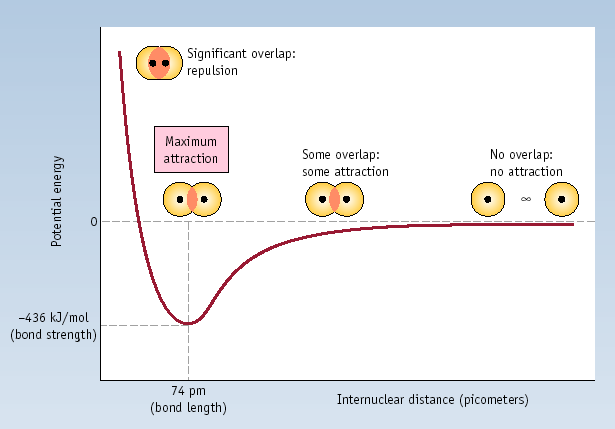 Significant overlap:
repulsion
Maximum
attraction
Some overlap:
some attraction
No overlap:
no attraction
∞
Potential energy
0
–436 kJ/mol
(bond strength)
74 pm
(bond length)
Internuclear distance (picometers)